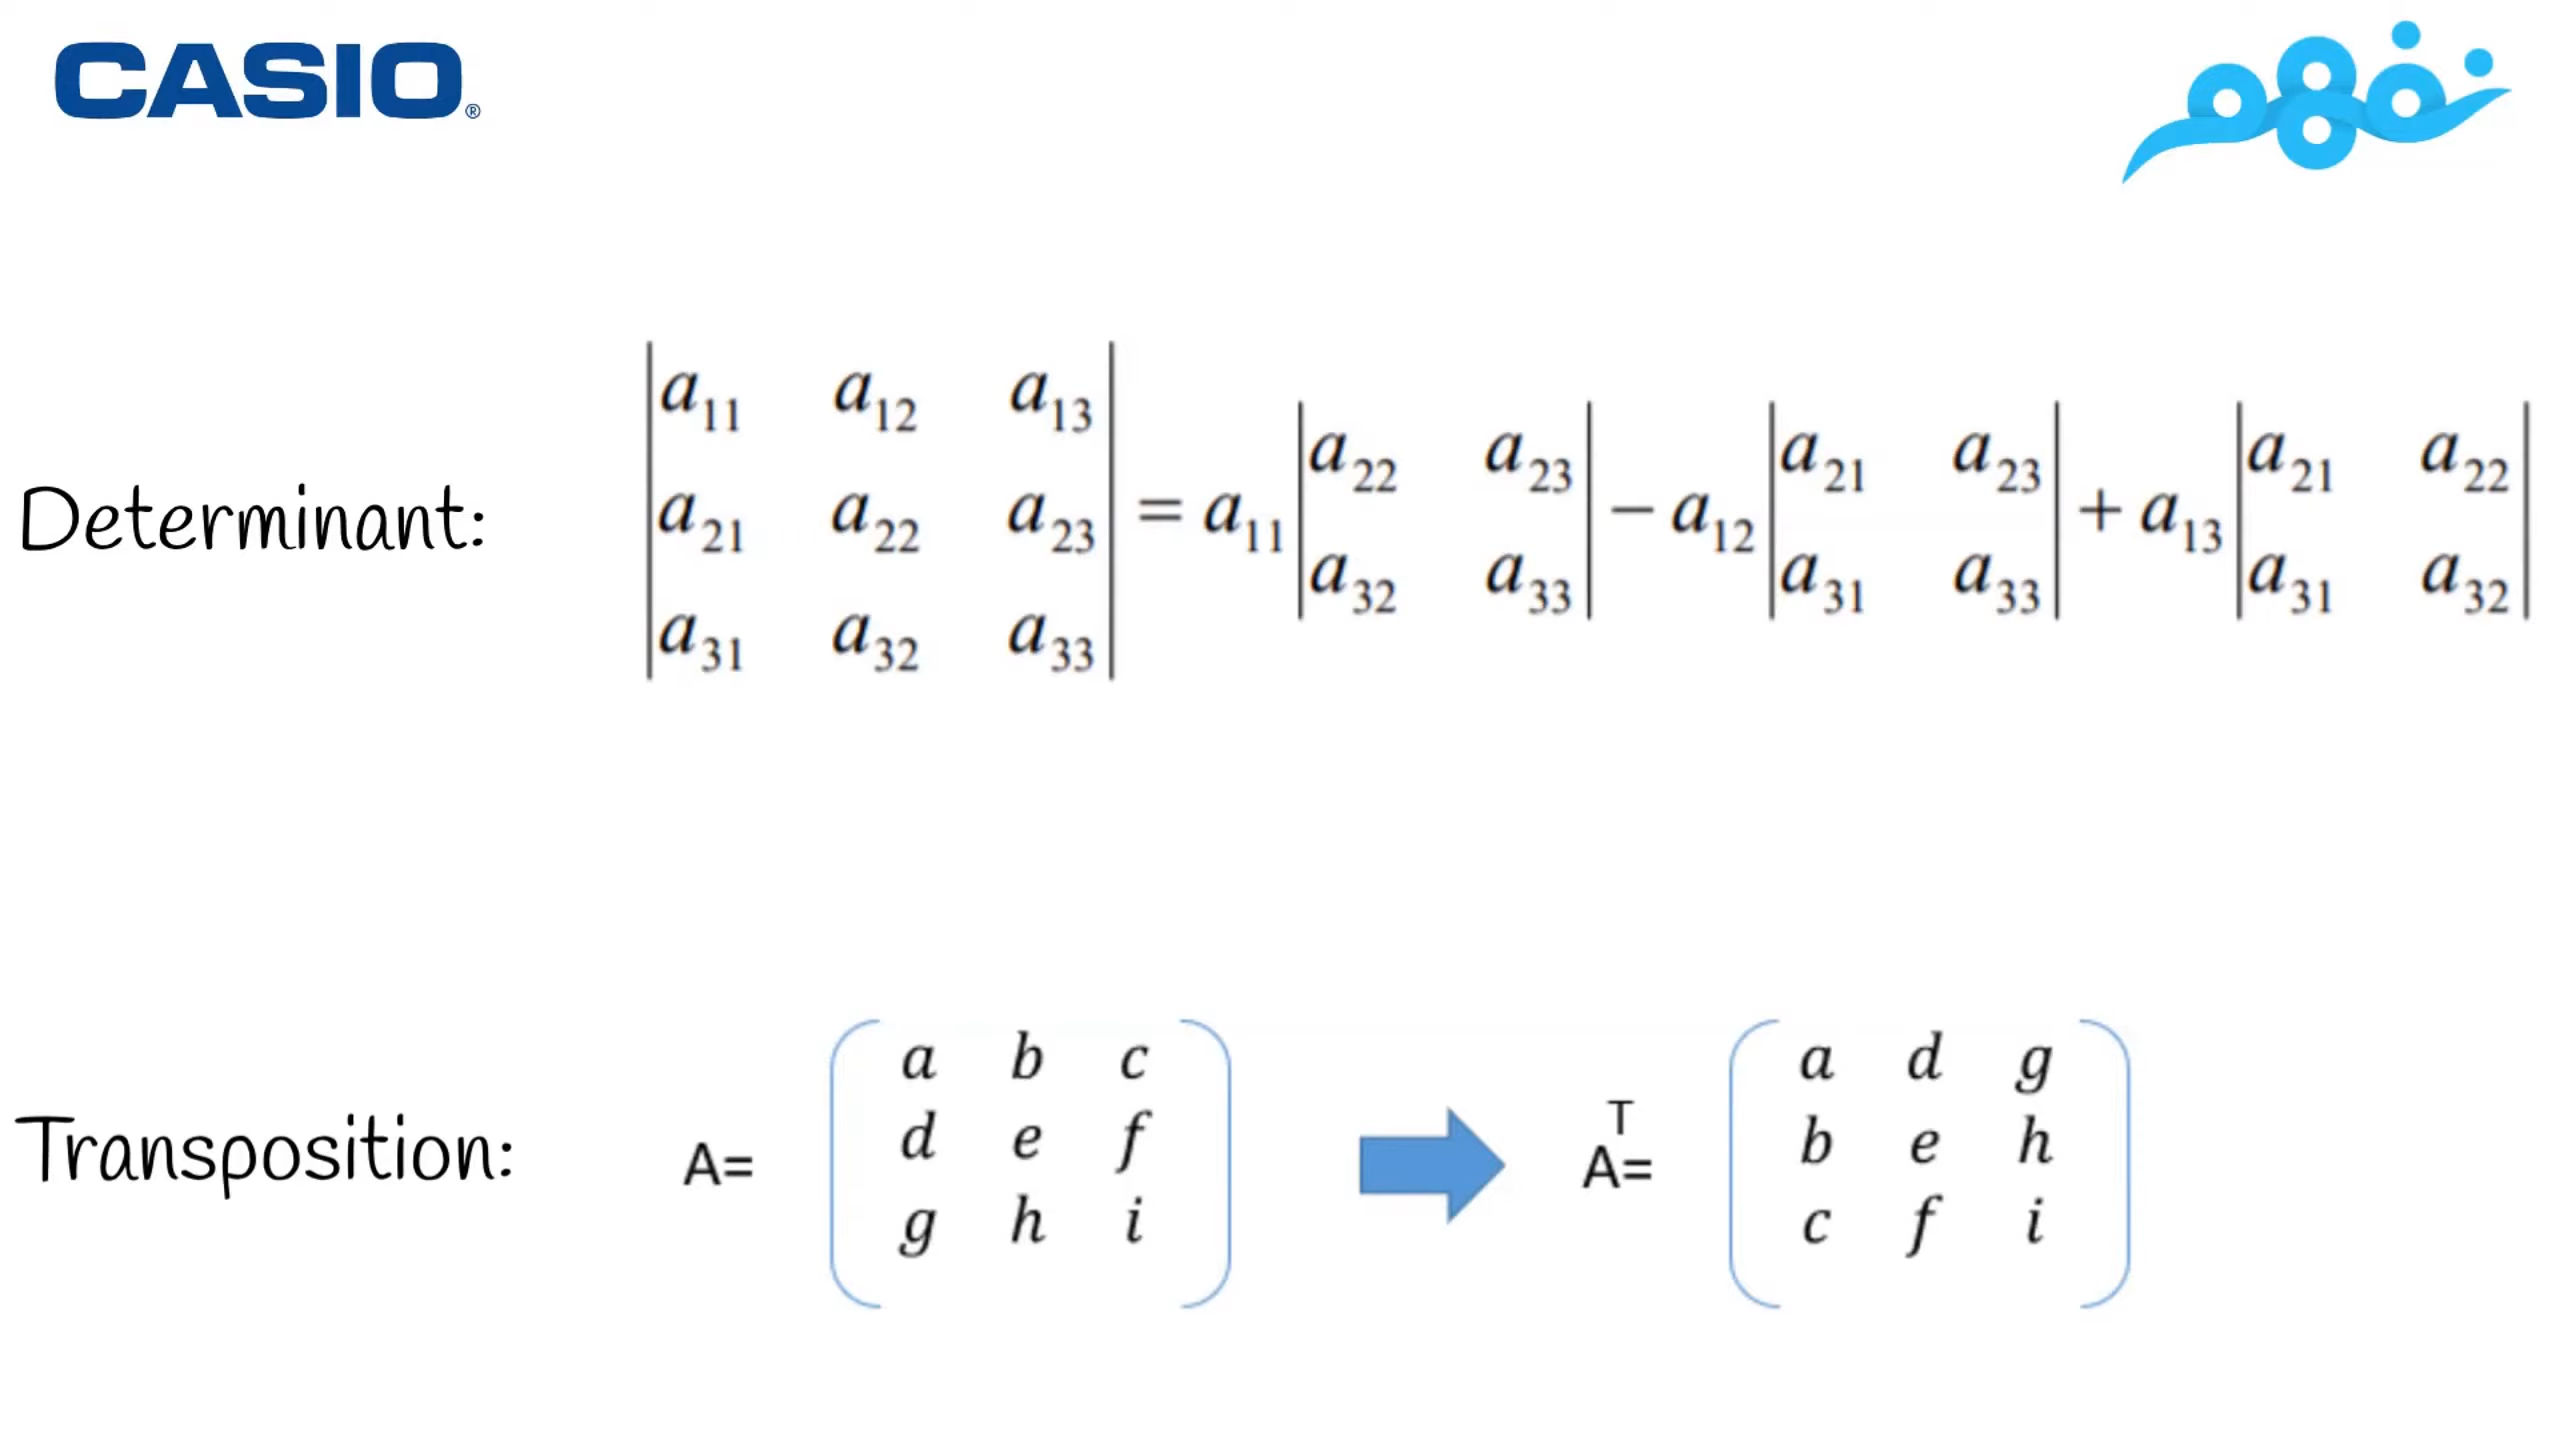 CASIO®
نفهم
Determinant:
|a₁₁ a₁₂ a₁₃|
|a₂₁ a₂₂ a₂₃|
|a₃₁ a₃₂ a₃₃|
= a₁₁ |a₂₂ a₂₃| − a₁₂ |a₂₁ a₂₃| + a₁₃ |a₂₁ a₂₂|
|a₃₂ a₃₃| |a₃₁ a₃₃| |a₃₁ a₃₂|
Transposition:
A=
a b c
d e f
g h i
T
A=
a d g
b e h
c f i